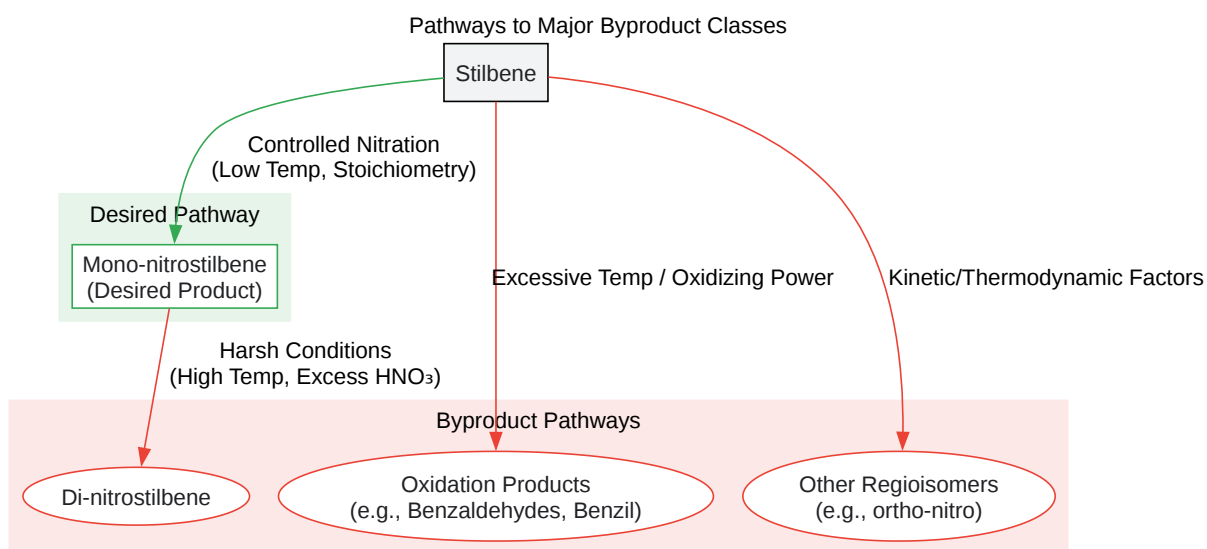 Pathways to Major Byproduct Classes
Stilbene
Controlled Nitration
(Low Temp, Stoichiometry)
Desired Pathway
Mono-nitrostilbene
(Desired Product)
Excessive Temp / Oxidizing Power
Kinetic/Thermodynamic Factors
Harsh Conditions
(High Temp, Excess HNO₃)
Byproduct Pathways
Di-nitrostilbene
Oxidation Products
(e.g., Benzaldehydes, Benzil)
Other Regioisomers
(e.g., ortho-nitro)